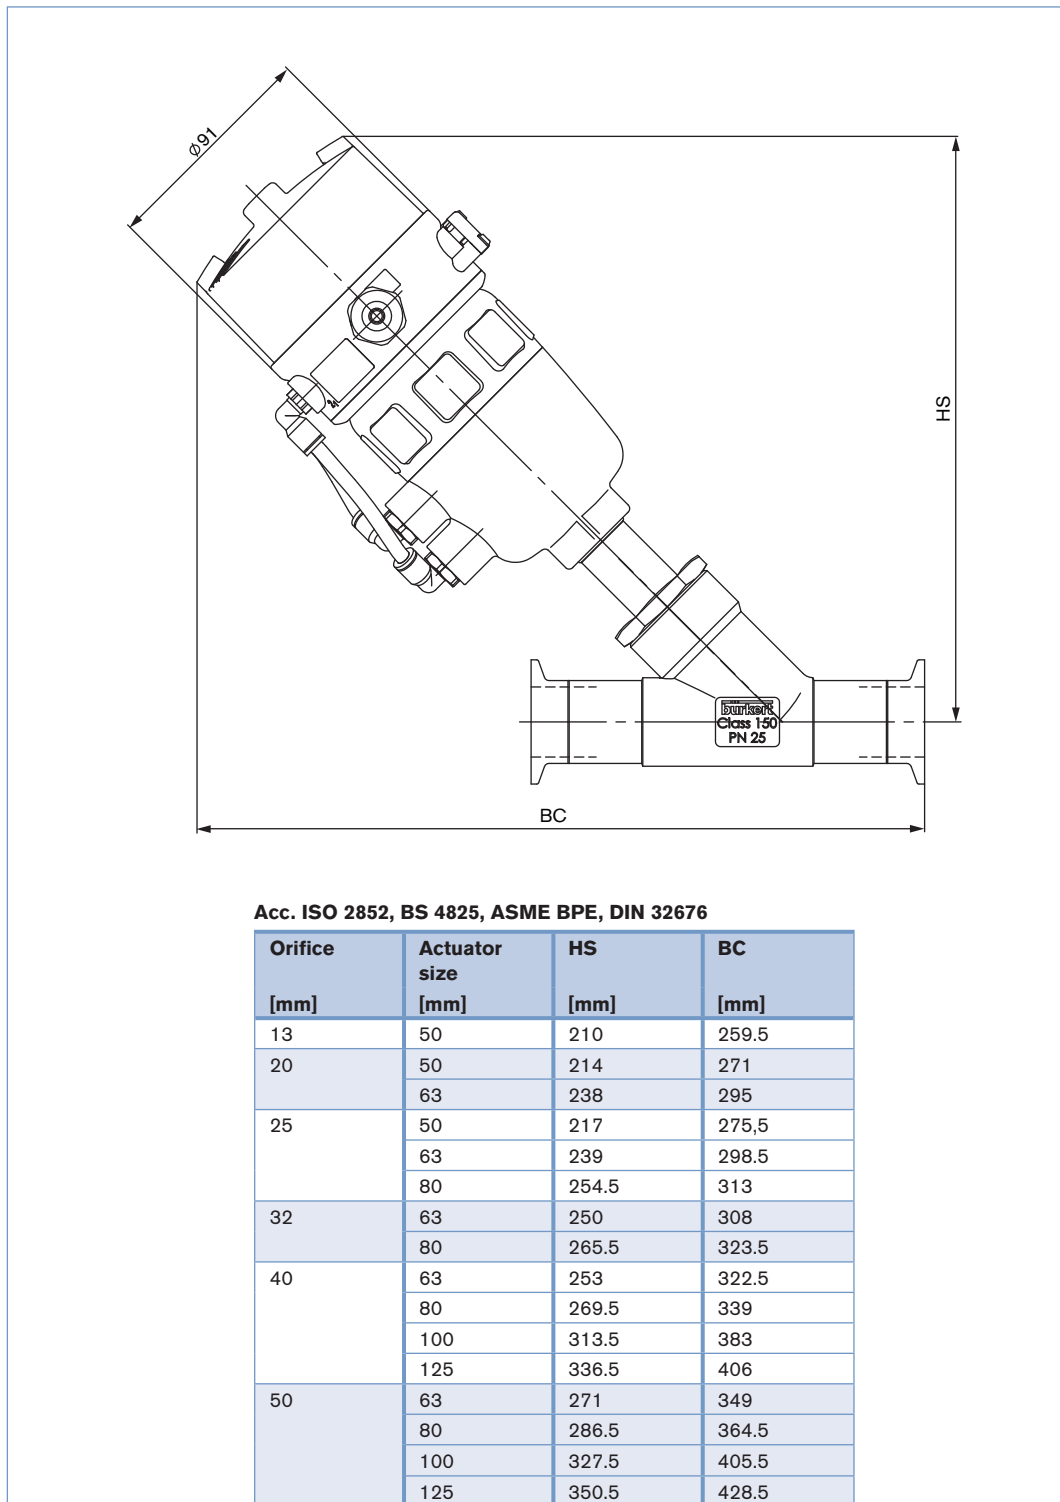 Ø91
HS
bürkert
Class 150
PN 25
BC
Acc. ISO 2852, BS 4825, ASME BPE, DIN 32676
Orifice Actuator size HS BC
[mm] [mm] [mm] [mm]
13 50 210 259.5
20 50 214 271
63 238 295
25 50 217 275,5
63 239 298.5
80 254.5 313
32 63 250 308
80 265.5 323.5
40 63 253 322.5
80 269.5 339
100 313.5 383
125 336.5 406
50 63 271 349
80 286.5 364.5
100 327.5 405.5
125 350.5 428.5